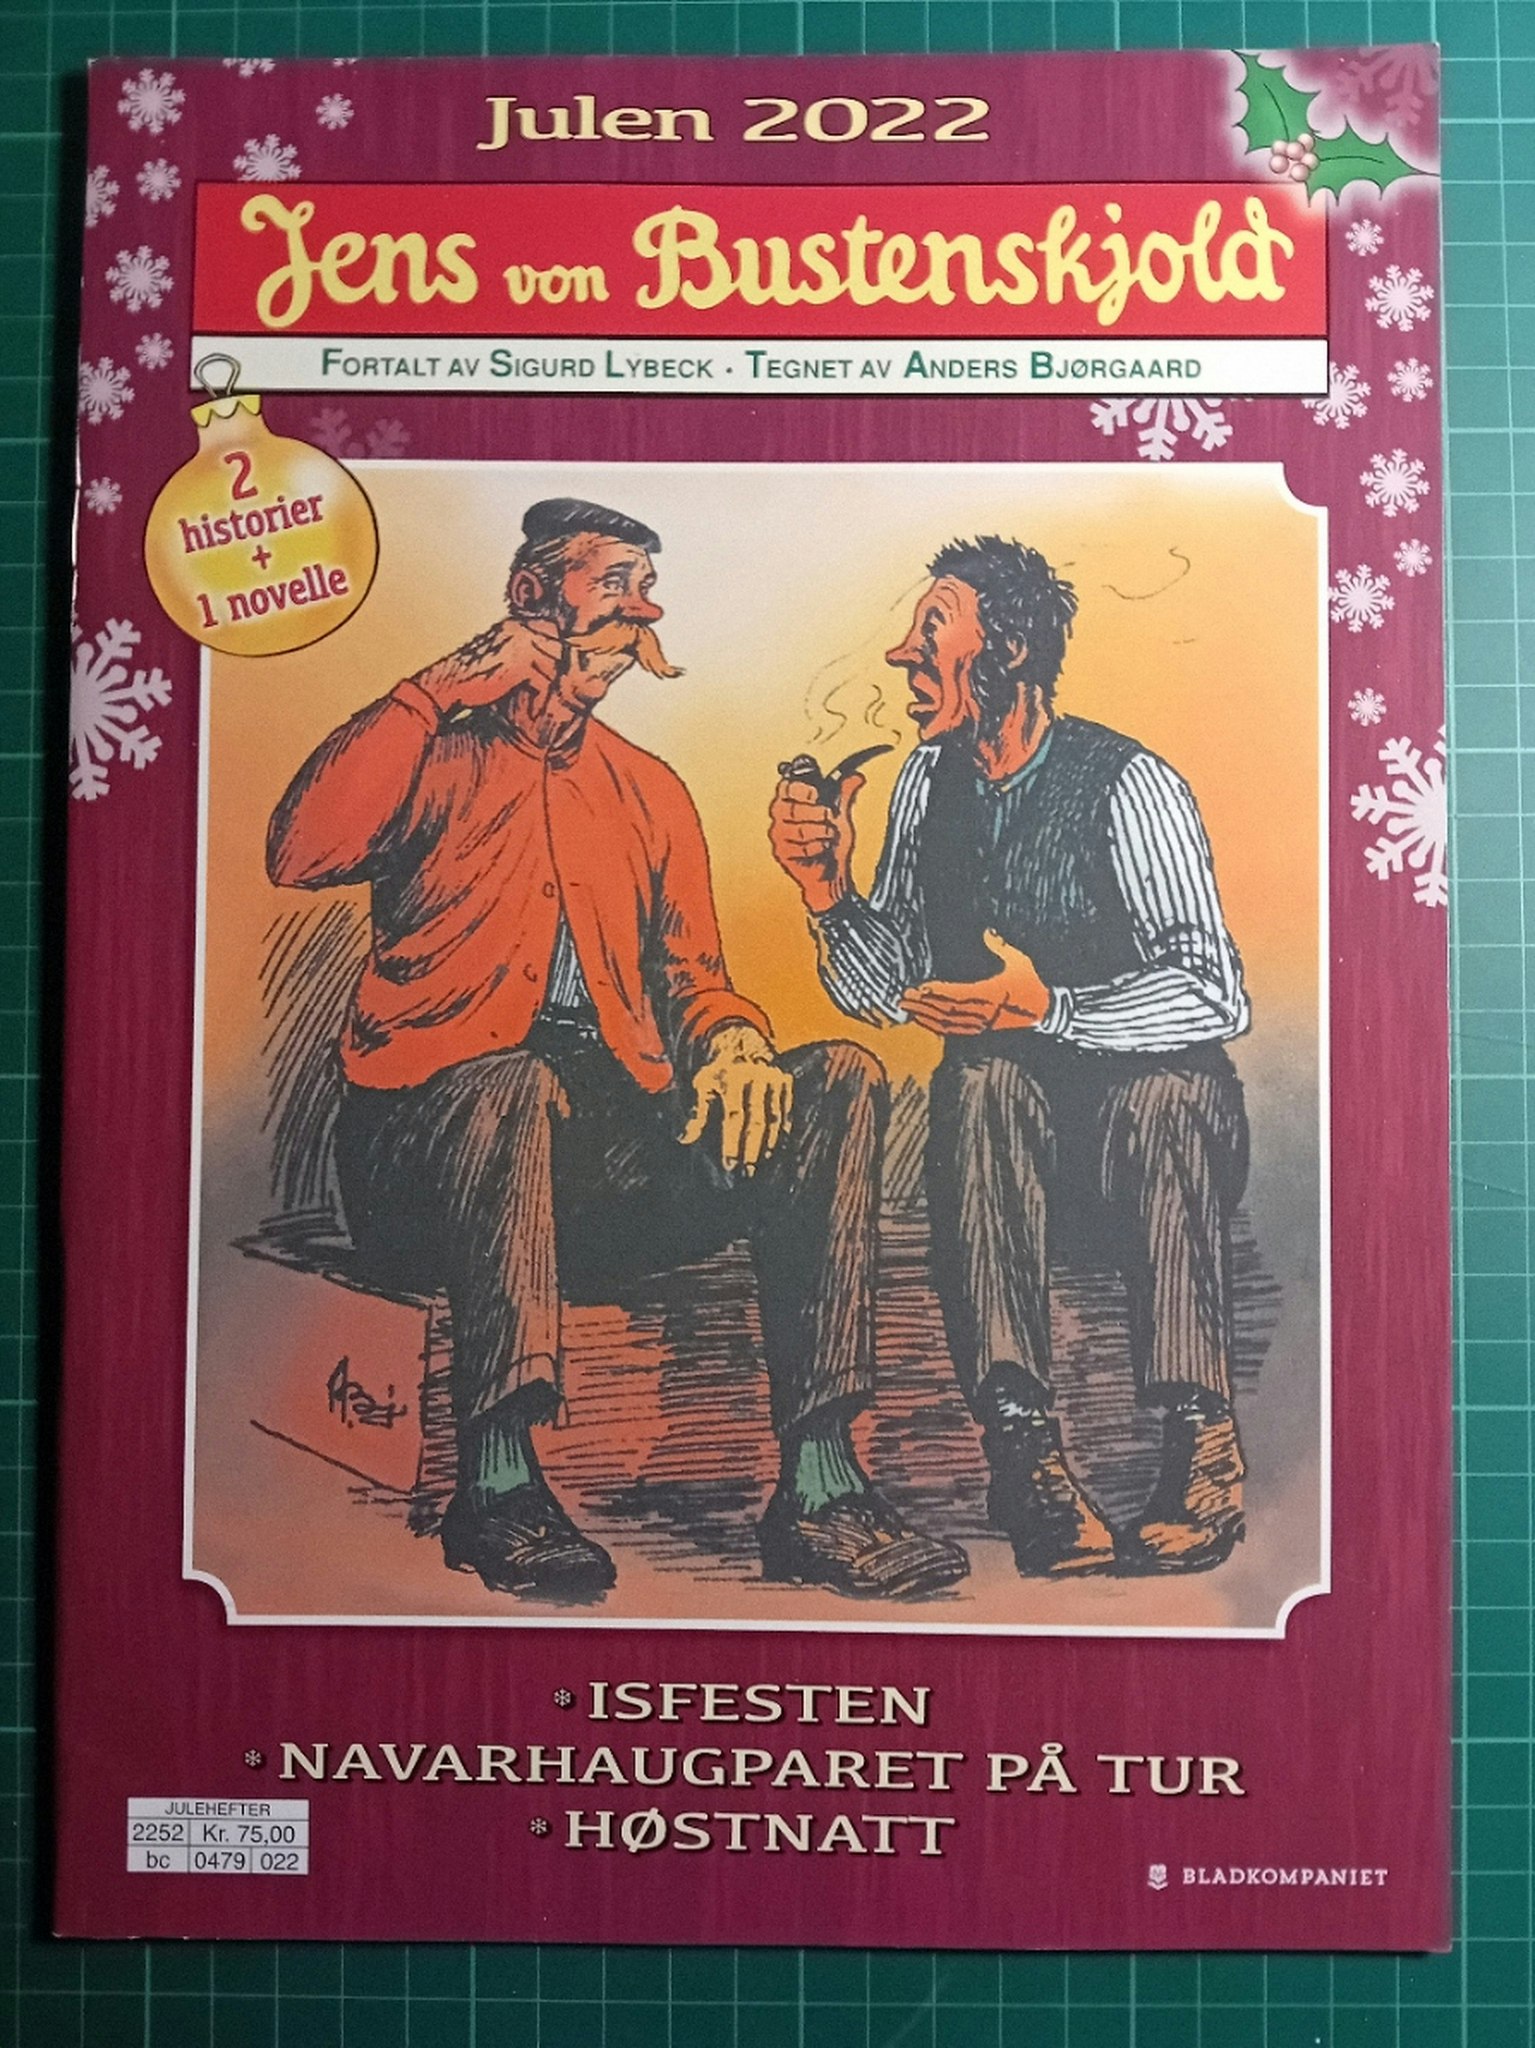 Julen 2022
Jens von Bustenskjold
FORTALT AV SIGURD LYBECK • TEGNET AV ANDERS BJØRGAARD
2
historier
+
1 novelle
A.Bj.
ISFESTEN
NAVARHAUGPARET PÅ TUR
HØSTNATT
JULEHEFTER
2252 Kr. 75,00
bc 0479 022
BLADKOMPANIET